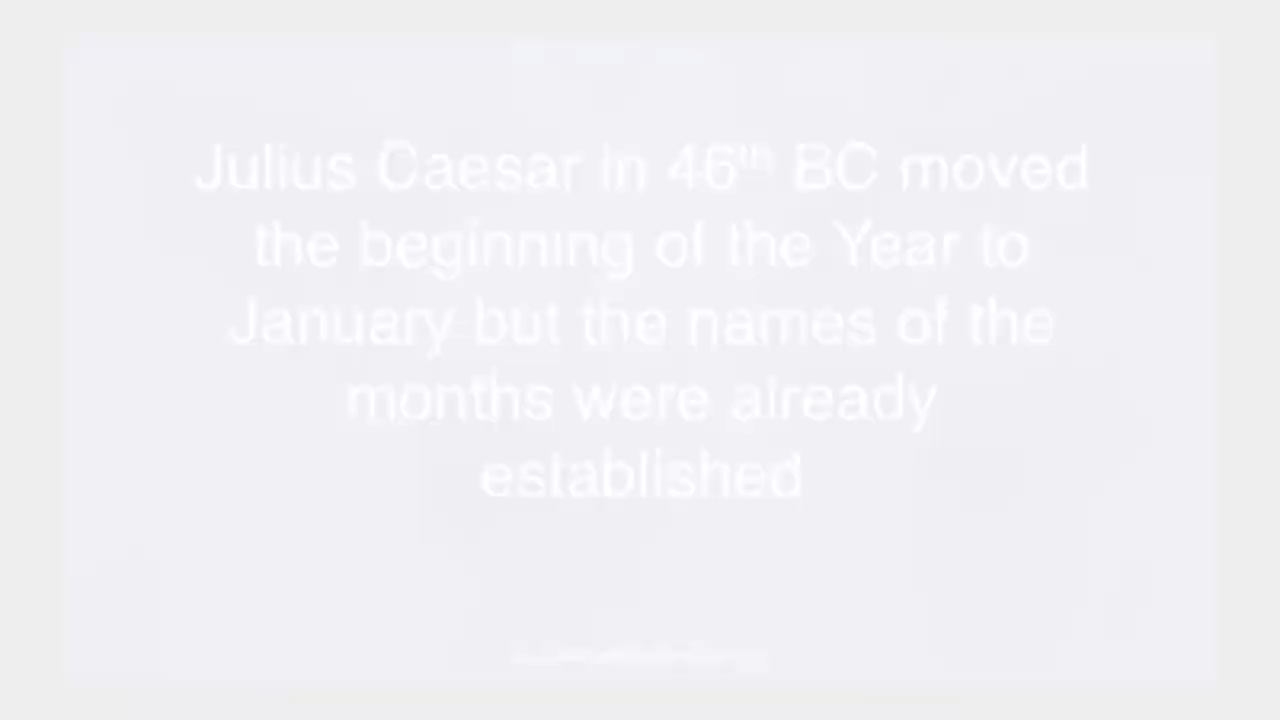 Julius Caesar in 46th BC moved
the beginning of the Year to
January but the names of the
months were already
established